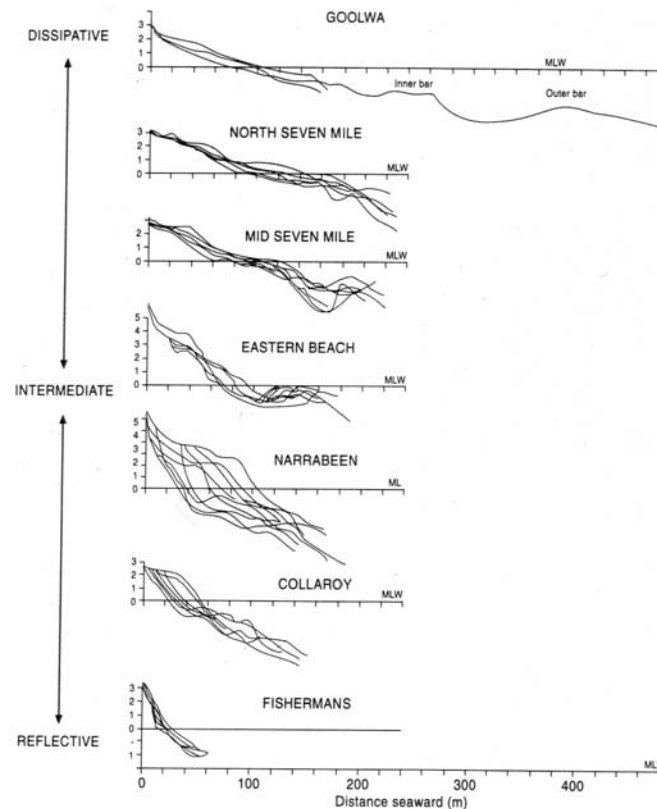 GOOLWA
DISSIPATIVE
3
2
1
0
MLW
Inner bar
Outer bar
NORTH SEVEN MILE
3
2
1
0
MLW
MID SEVEN MILE
2
1
0
MLW
EASTERN BEACH
5
4
3
2
1
0
MLW
INTERMEDIATE
NARRABEEN
5
4
3
2
1
0
ML
COLLAROY
3
2
1
0
MLW
FISHERMANS
3
2
1
0
-
1
REFLECTIVE
ML
0 100 200 300 400
Distance seaward (m)